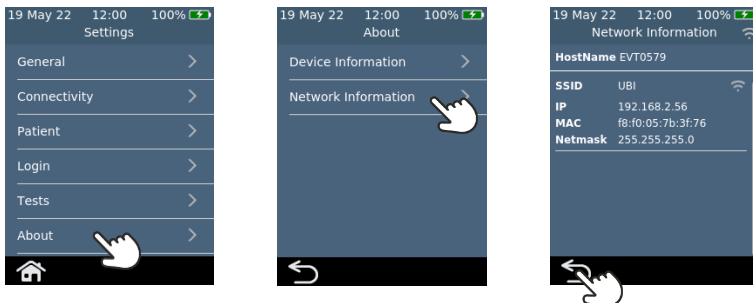 19 May 22 12:00 100%
Settings
General
Connectivity
Patient
Login
Tests
About
19 May 22 12:00 100%
About
Device Information
Network Information
19 May 22 12:00 100%
Network Information
HostName EVT0579
SSID UBI
IP 192.168.2.56
MAC f8:f0:05:7b:3f:76
Netmask 255.255.255.0